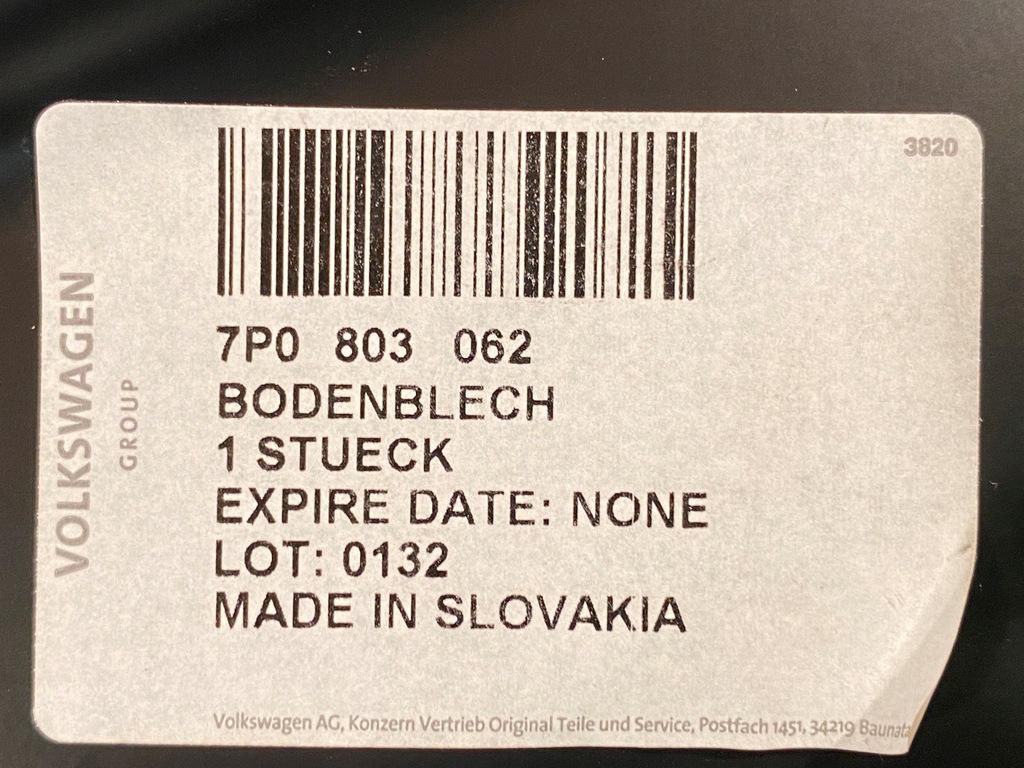 3820
7P0 803 062
BODENBLECH
1 STUECK
EXPIRE DATE: NONE
LOT: 0132
MADE IN SLOVAKIA
VOLKSWAGEN
GROUP
Volkswagen AG, Konzern Vertrieb Original Teile und Service, Postfach 1451, 34219 Baunata